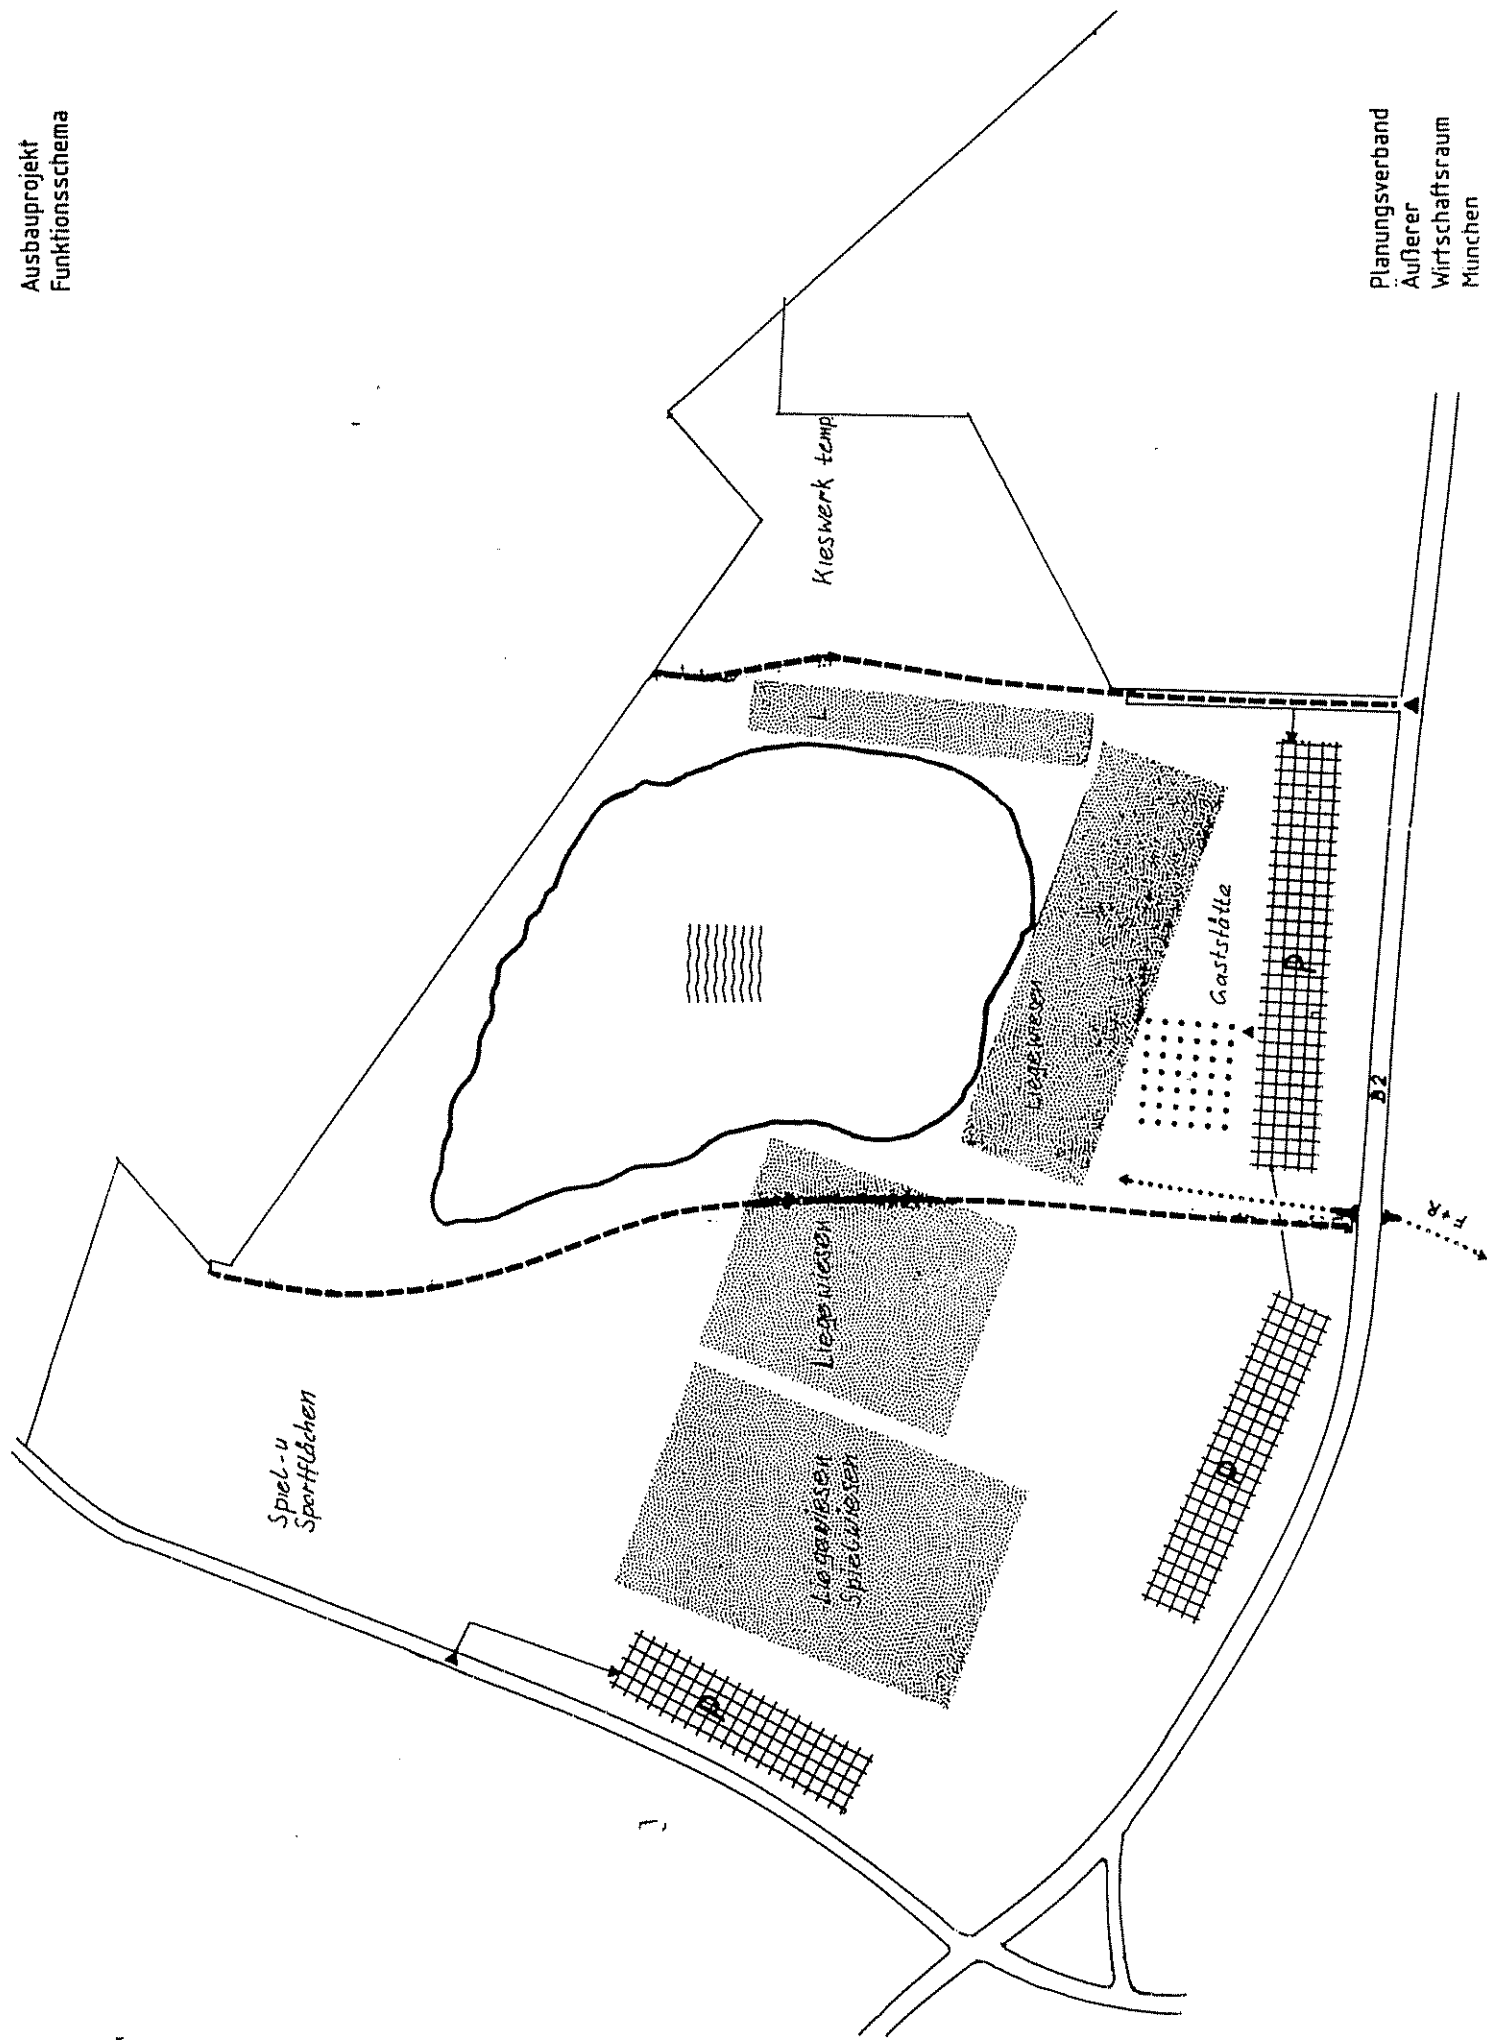 Ausbauprojekt
Funktionsschema
Kieswerk temp.
L
Liegewiesen
Gaststätte
P
B2
F+R
Liegewiesen
Liegewiesen
Spielwiesen
Spiel-u
Sportflächen
P
P
Planungsverband
Äußerer
Wirtschaftsraum
München